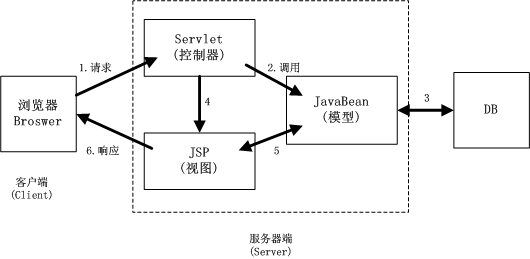 Servlet
(控制器)
1.请求
2.调用
浏览器
Broswer
4
JavaBean
(模型)
3
DB
6.响应
JSP
(视图)
5
客户端
(Client)
服务器端
(Server)